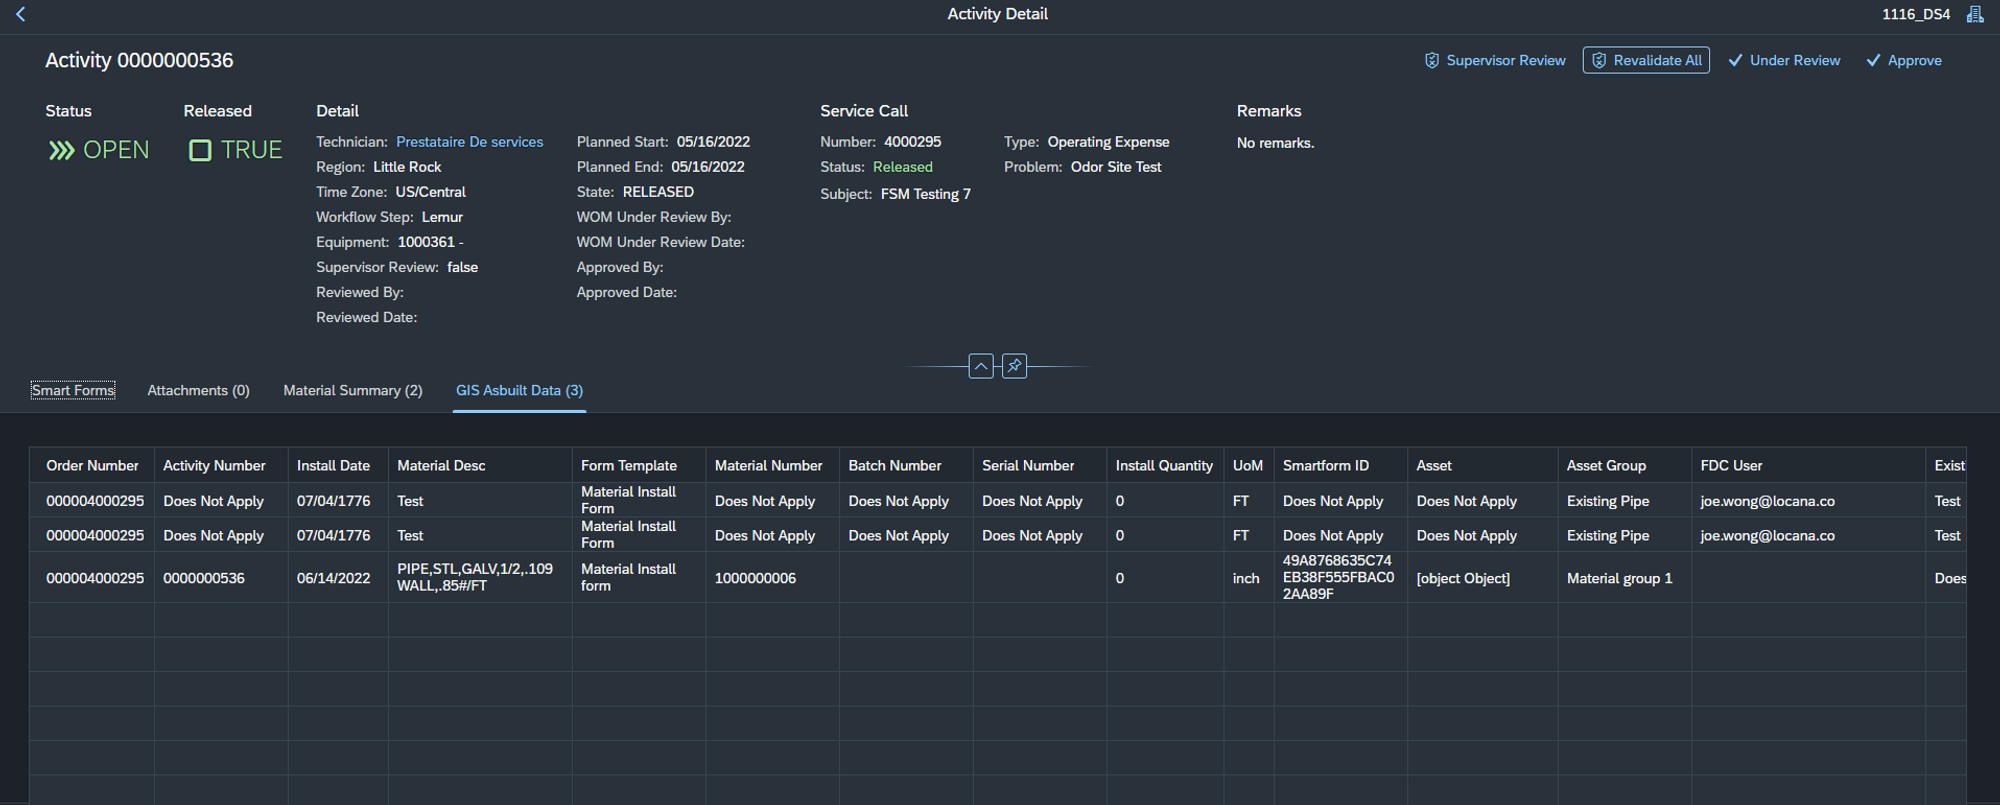 Activity Detail
1116_DS4
Activity 0000000536
Supervisor Review
Revalidate All
Under Review
Approve
Status
OPEN
Released
TRUE
Detail
Technician: Prestataire De services
Region: Little Rock
Time Zone: US/Central
Workflow Step: Lemur
Equipment: 1000361 -
Supervisor Review: false
Reviewed By:
Reviewed Date:
Planned Start: 05/16/2022
Planned End: 05/16/2022
State: RELEASED
WOM Under Review By:
WOM Under Review Date:
Approved By:
Approved Date:
Service Call
Number: 4000295
Status: Released
Subject: FSM Testing 7
Type: Operating Expense
Problem: Odor Site Test
Remarks
No remarks.
Smart Forms Attachments (0) Material Summary (2) GIS Asbuilt Data (3)
Order Number Activity Number Install Date Material Desc Form Template Material Number Batch Number Serial Number Install Quantity UoM Smartform ID Asset Asset Group FDC User Exist
000004000295 Does Not Apply 07/04/1776 Test Material Install Form Does Not Apply Does Not Apply Does Not Apply 0 FT Does Not Apply Does Not Apply Existing Pipe joe.wong@locana.co Test
000004000295 Does Not Apply 07/04/1776 Test Material Install Form Does Not Apply Does Not Apply Does Not Apply 0 FT Does Not Apply Does Not Apply Existing Pipe joe.wong@locana.co Test
000004000295 0000000536 06/14/2022 PIPE,STL,GALV,1/2,.109 WALL,.85#/FT Material Install form 1000000006 0 inch 49A8768635C74EB38F555FBAC02AA89F [object Object] Material group 1 Does